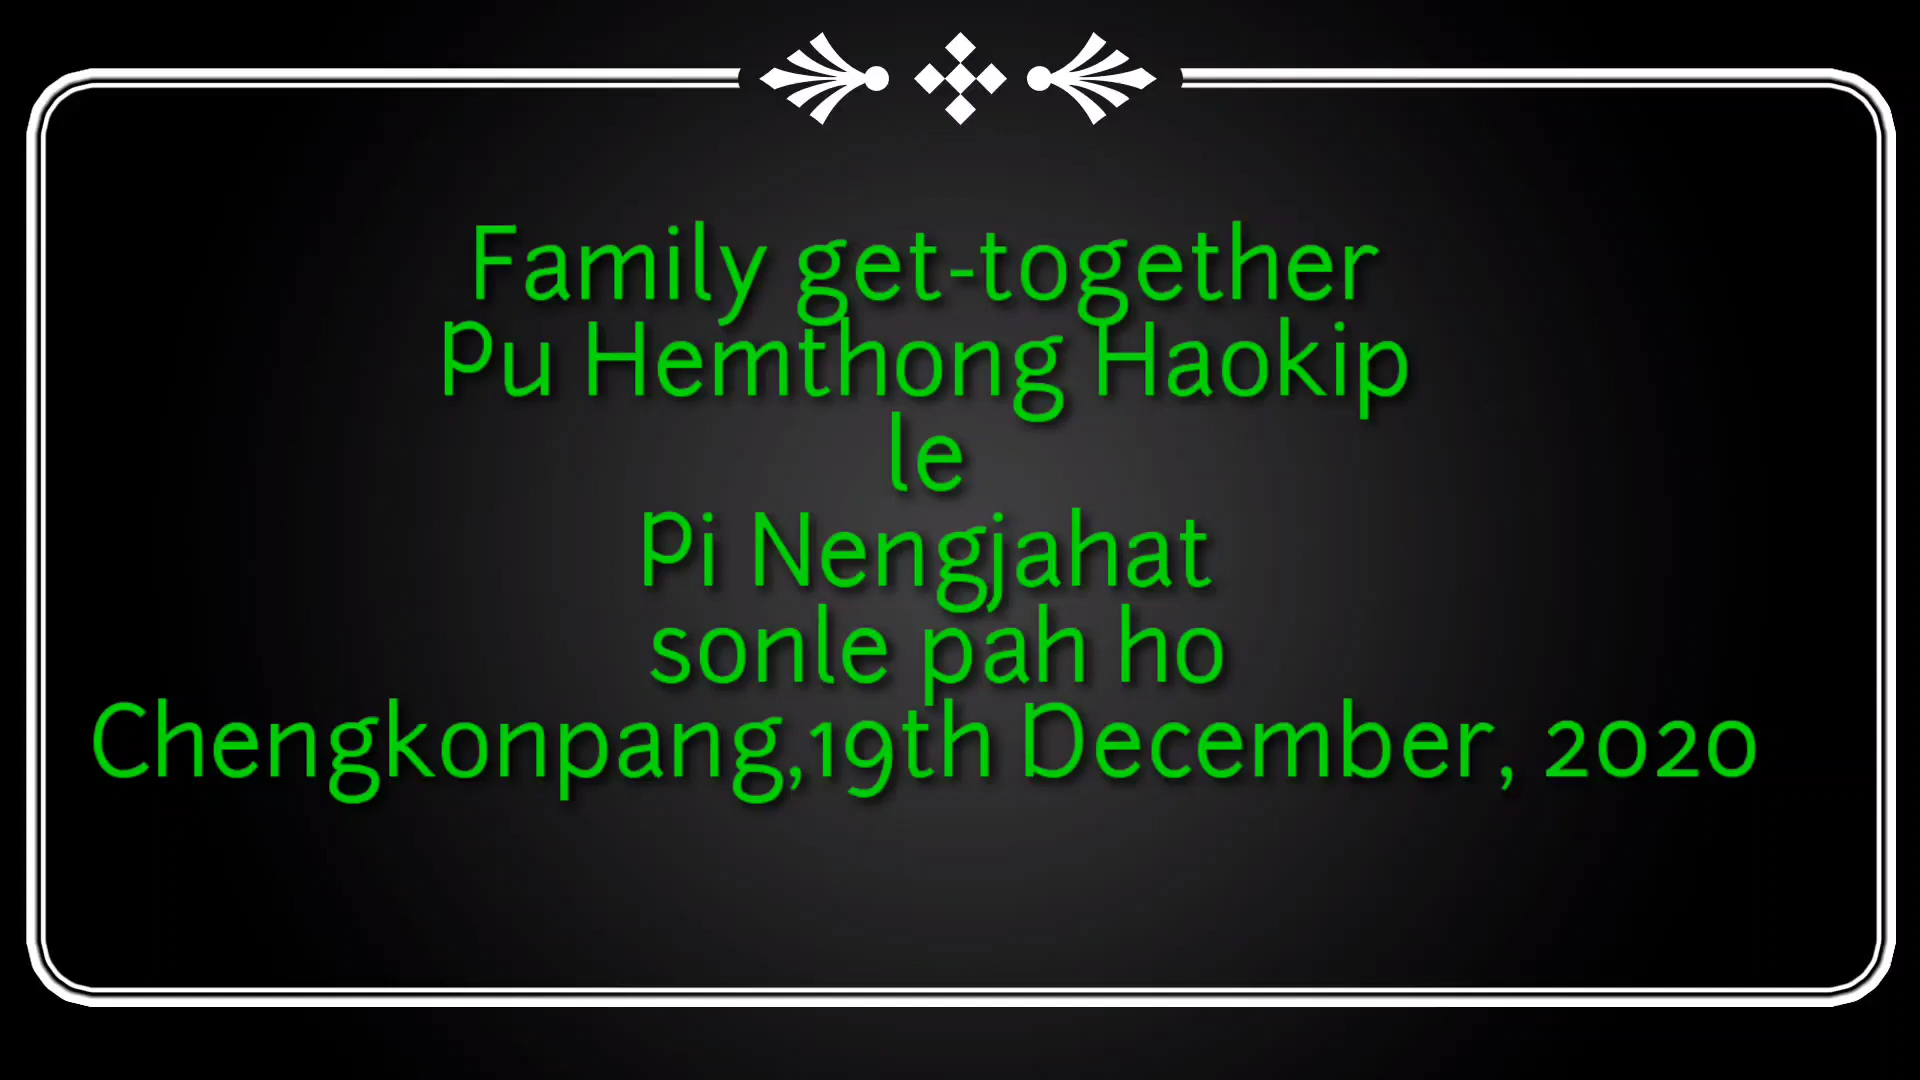 Family get-together
Pu Hemthong Haokip
le
Pi Nengjahat
sonle pah ho
Chengkonpang,19th December, 2020